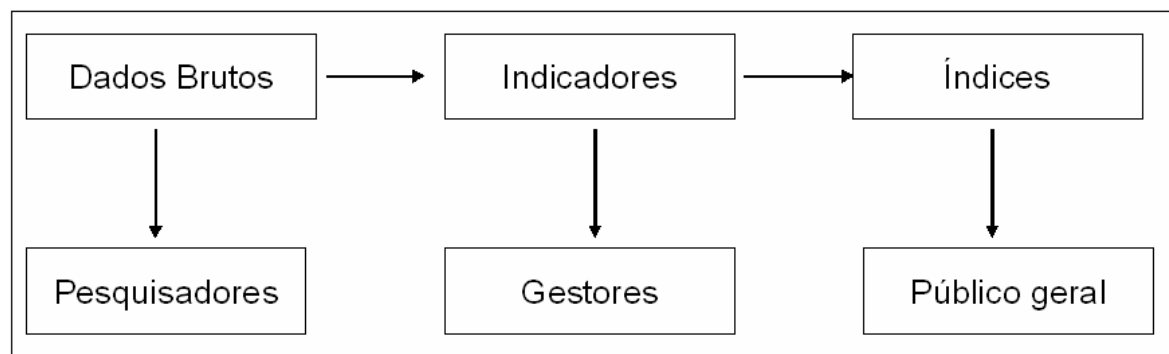 Dados Brutos
Indicadores
Índices
Pesquisadores
Gestores
Público geral